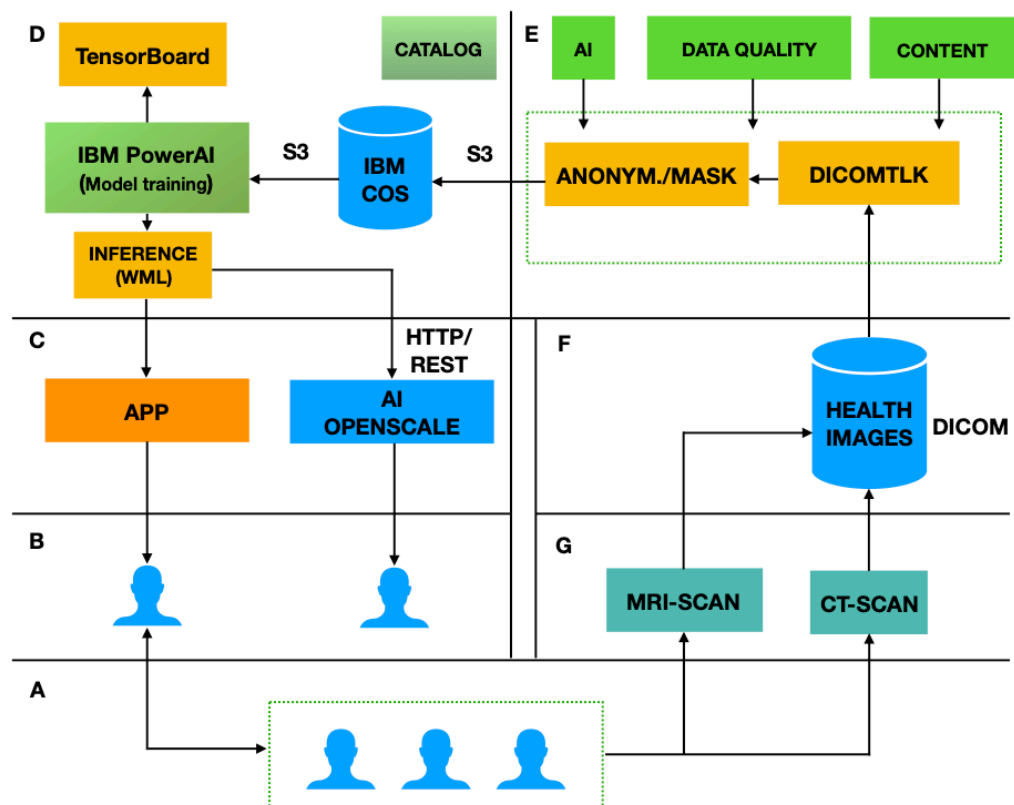 D
TensorBoard
CATALOG
E
AI
DATA QUALITY
CONTENT
IBM PowerAI
(Model training)
S3
IBM
COS
S3
ANONYM./MASK
DICOMTLK
INFERENCE
(WML)
C
HTTP/
REST
APP
AI
OPENSCALE
F
HEALTH
IMAGES
DICOM
B
G
MRI-SCAN
CT-SCAN
A